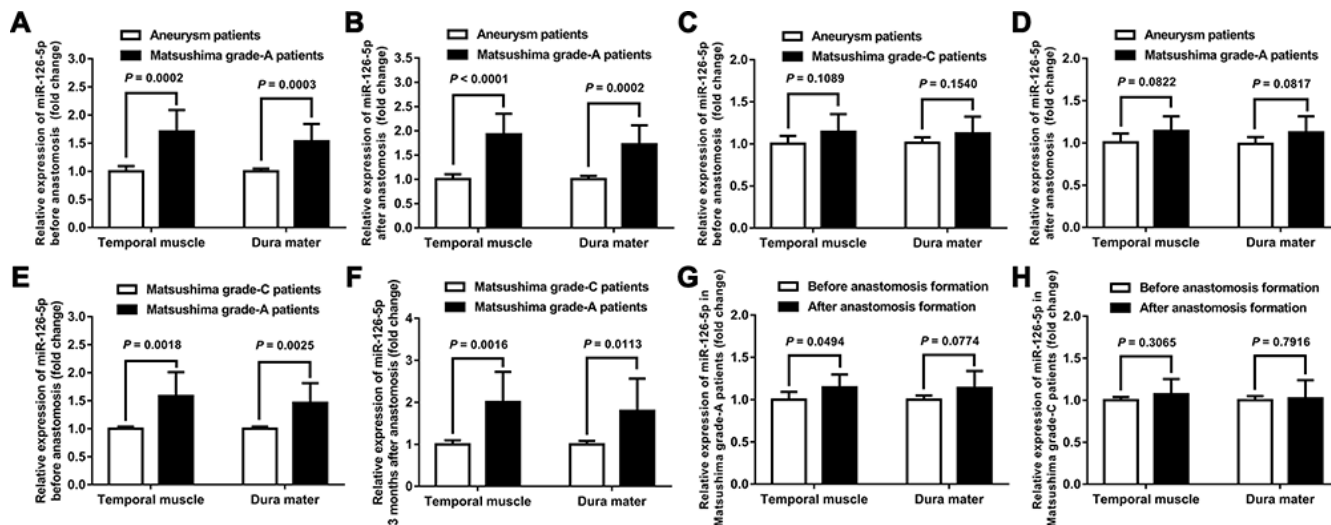 A
Aneurysm patients
Matsushima grade-A patients
Relative expression of miR-126-5p
before anastomosis (fold change)
3.0
2.5
2.0
1.5
1.0
0.5
0.0
P = 0.0002
P = 0.0003
Temporal muscle
Dura mater
B
Aneurysm patients
Matsushima grade-A patients
Relative expression of miR-126-5p
after anastomosis (fold change)
3.5
3.0
2.5
2.0
1.5
1.0
0.5
0.0
P < 0.0001
P = 0.0002
Temporal muscle
Dura mater
C
Aneurysm patients
Matsushima grade-C patients
Relative expression of miR-126-5p
before anastomosis (fold change)
2.0
1.5
1.0
0.5
0.0
P = 0.1089
P = 0.1540
Temporal muscle
Dura mater
D
Aneurysm patients
Matsushima grade-A patients
Relative expression of miR-126-5p
after anastomosis (fold change)
2.0
1.5
1.0
0.5
0.0
P = 0.0822
P = 0.0817
Temporal muscle
Dura mater
E
Matsushima grade-C patients
Matsushima grade-A patients
Relative expression of miR-126-5p
before anastomosis (fold change)
3.0
2.5
2.0
1.5
1.0
0.5
0.0
P = 0.0018
P = 0.0025
Temporal muscle
Dura mater
F
Matsushima grade-C patients
Matsushima grade-A patients
Relative expression of miR-126-5p
3 months after anastomosis (fold change)
4
3
2
1
0
P = 0.0016
P = 0.0113
Temporal muscle
Dura mater
G
Before anastomosis formation
After anastomosis formation
Relative expression of miR-126-5p in
Matsushima grade-A patients (fold change)
2.0
1.5
1.0
0.5
0.0
P = 0.0494
P = 0.0774
Temporal muscle
Dura mater
H
Before anastomosis formation
After anastomosis formation
Relative expression of miR-126-5p in
Matsushima grade-C patients (fold change)
2.0
1.5
1.0
0.5
0.0
P = 0.3065
P = 0.7916
Temporal muscle
Dura mater